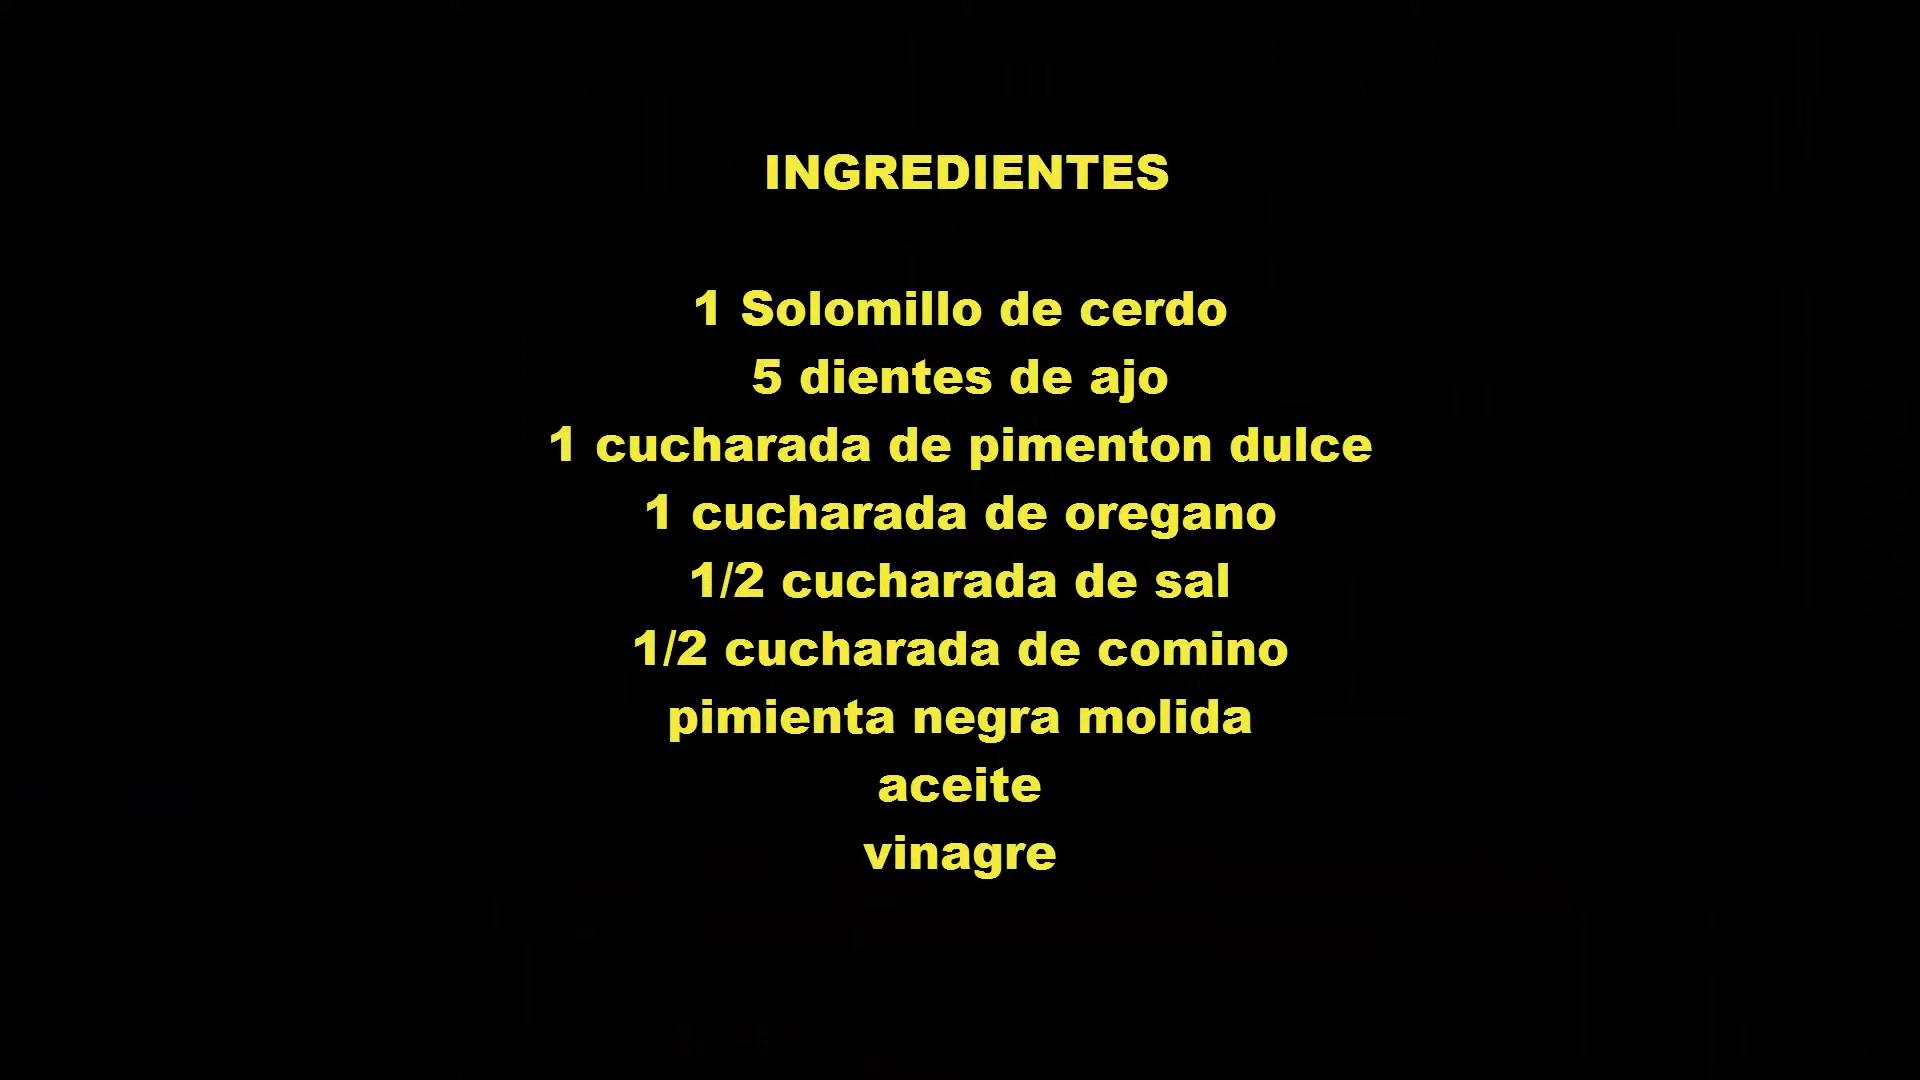 INGREDIENTES
1 Solomillo de cerdo
5 dientes de ajo
1 cucharada de pimenton dulce
1 cucharada de oregano
1/2 cucharada de sal
1/2 cucharada de comino
pimienta negra molida
aceite
vinagre